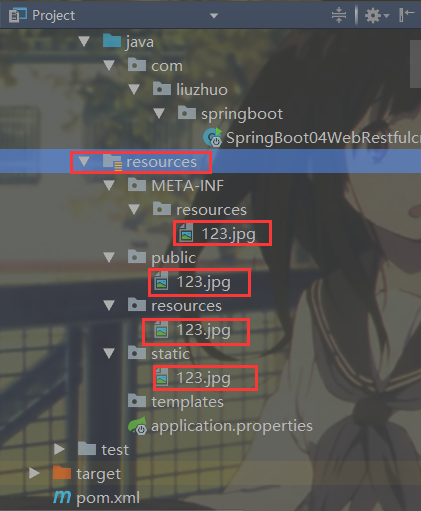 Project
java
com
liuzhuo
springboot
SpringBoot04WebRestfulc
resources
META-INF
resources
123.jpg
public
123.jpg
resources
123.jpg
static
123.jpg
templates
application.properties
test
target
pom.xml